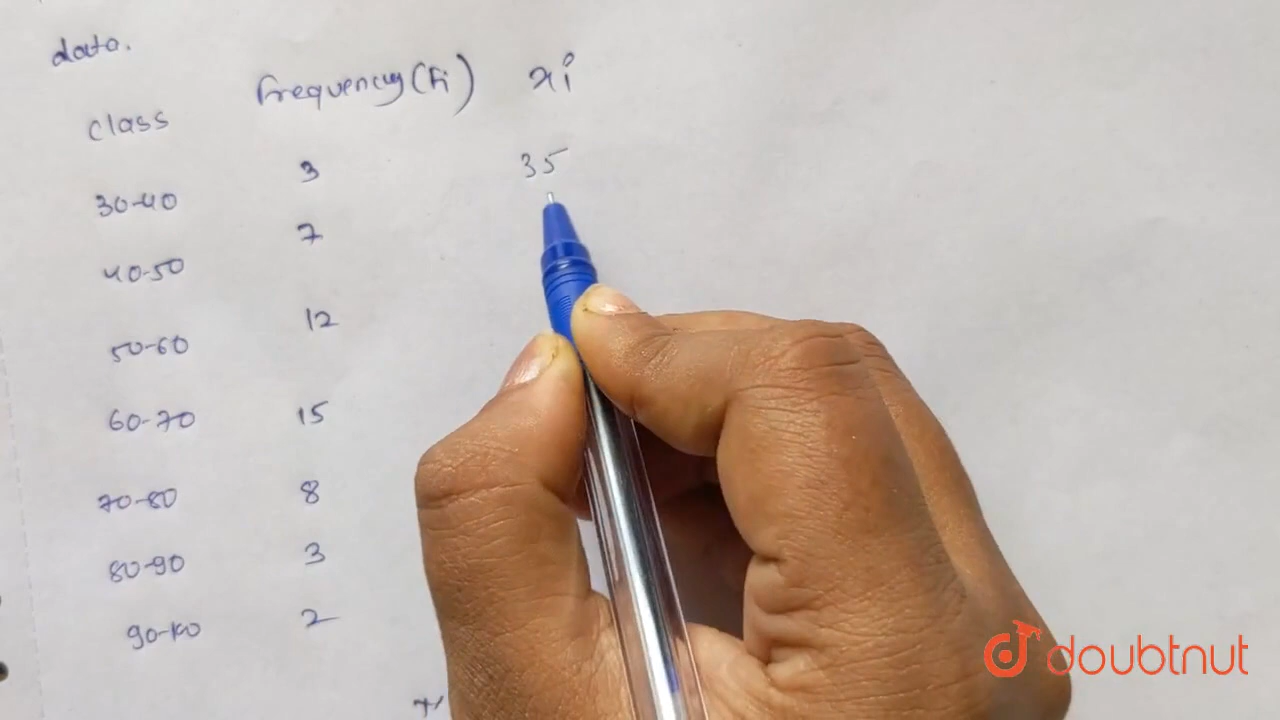 data.
class frequency (fi) xi
30-40 3 35
40-50 7
50-60 12
60-70 15
70-80 8
80-90 3
90-100 2
doubtnut